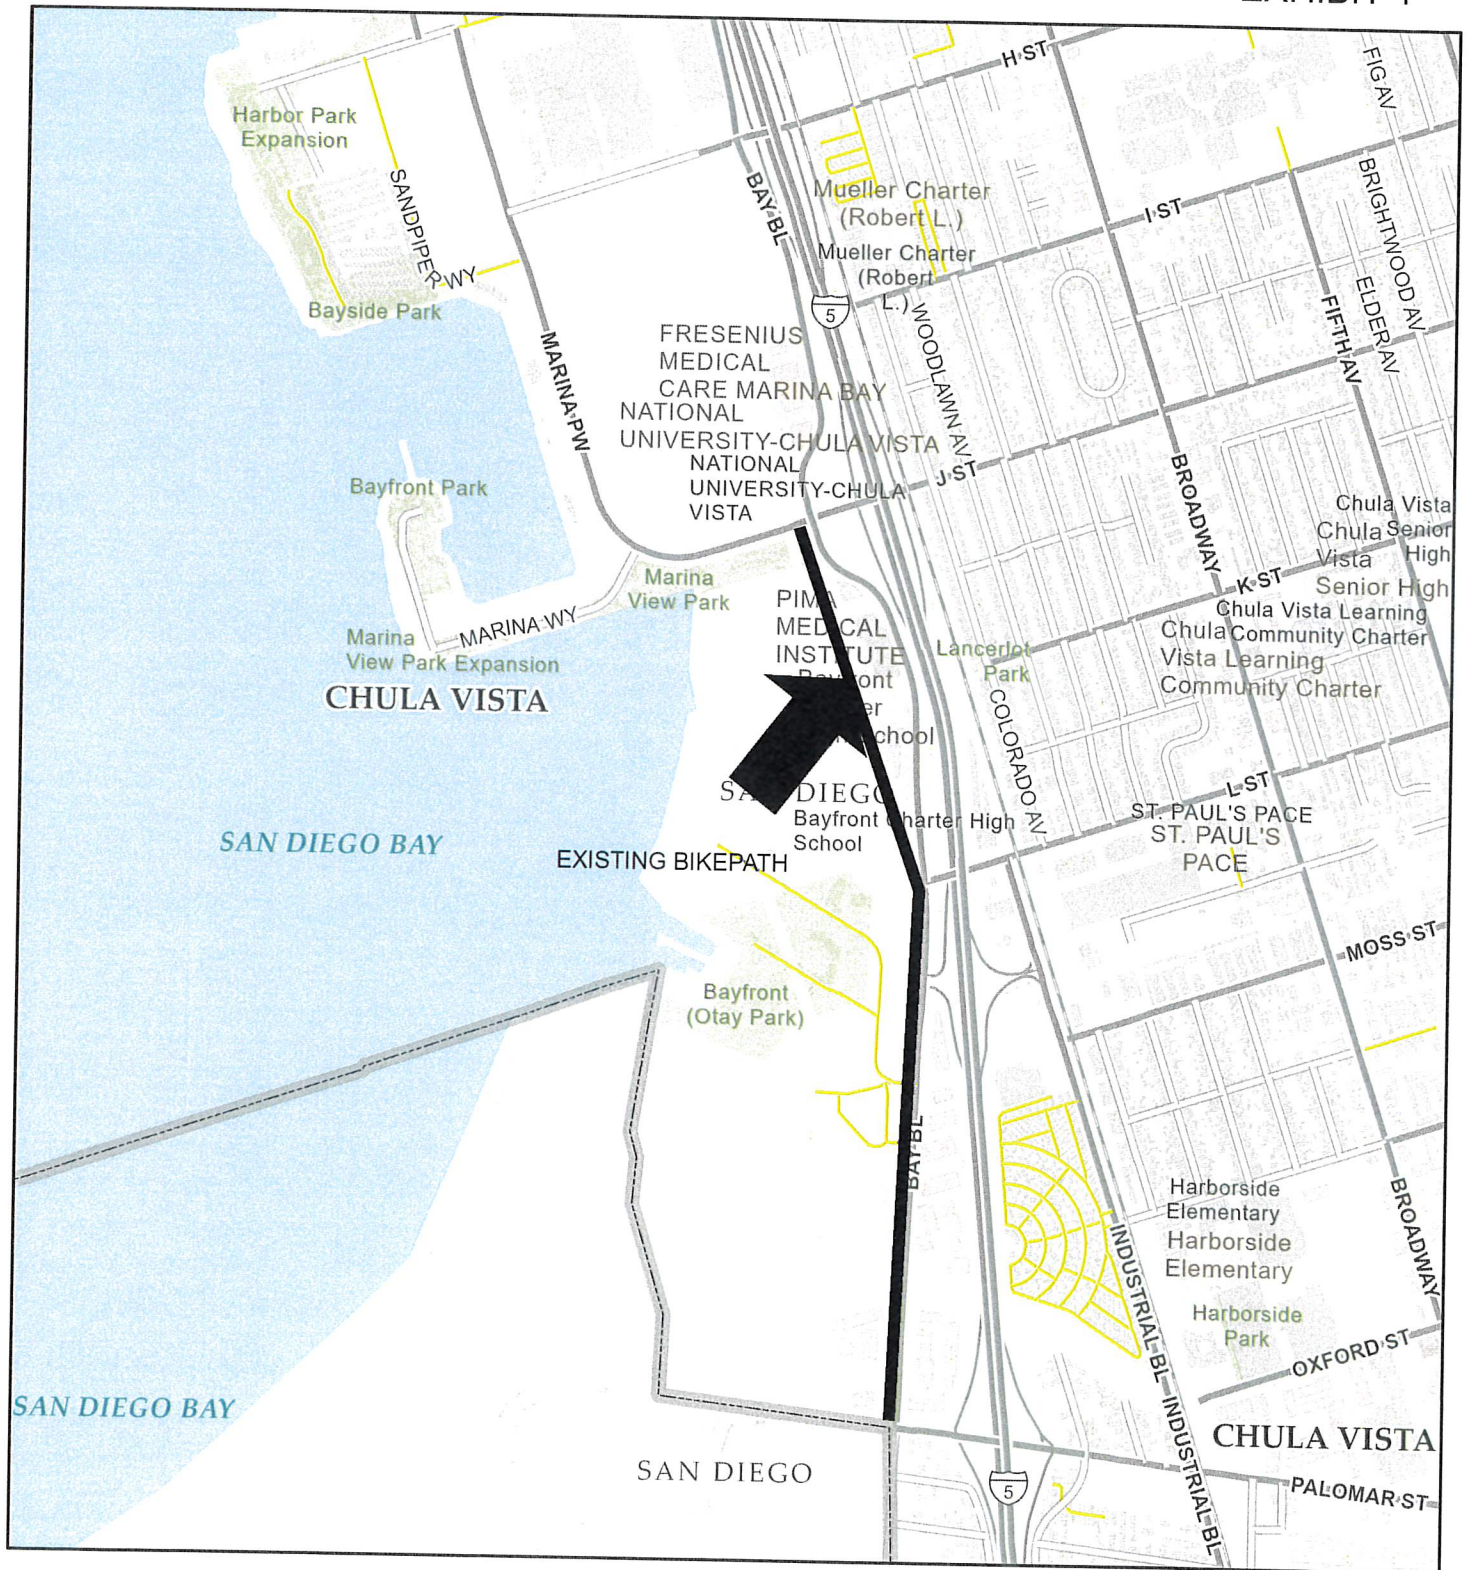 H ST
FIG AV
Harbor Park
Expansion
SANDPIPER WY
BAY BL
Mueller Charter
(Robert L.)
I ST
BRIGHTWOOD AV
Mueller Charter
(Robert
L.)
5
ELDER AV
FIFTH AV
Bayside Park
WOODLAWN AV
FRESENIUS
MEDICAL
CARE MARINA BAY
MARINA PW
NATIONAL
UNIVERSITY-CHULA VISTA
NATIONAL
UNIVERSITY-CHULA
VISTA
J ST
BROADWAY
Bayfront Park
Chula Vista
Senior
High
Chula
Vista
Senior High
Marina
View Park
K ST
PIMA
MEDICAL
INSTITUTE
Chula Vista Learning
Community Charter
Chula
Vista Learning
Community Charter
MARINA WY
Marina
View Park Expansion
Lancerlot
Park
CHULA VISTA
COLORADO AV
L ST
SAN DIEGO
Bayfront Charter High
School
ST. PAUL'S PACE
ST. PAUL'S
PACE
SAN DIEGO BAY
EXISTING BIKEPATH
MOSS ST
Bayfront
(Otay Park)
BAY BL
Harborside
Elementary
Harborside
Elementary
BROADWAY
INDUSTRIAL BL
Harborside
Park
OXFORD ST
SAN DIEGO BAY
INDUSTRIAL BL
CHULA VISTA
SAN DIEGO
5
PALOMAR ST